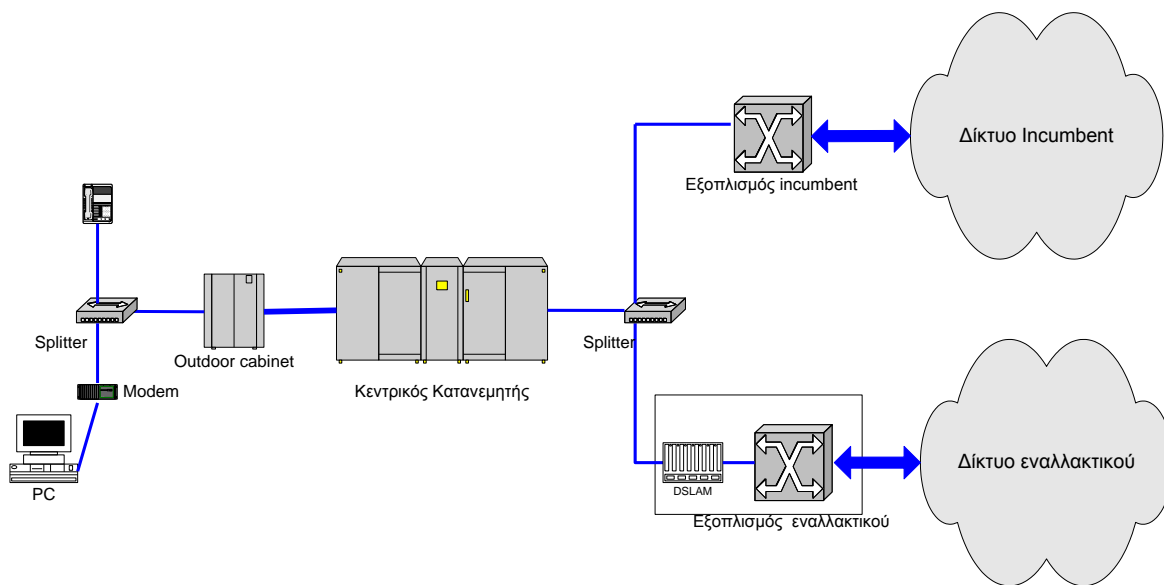 Δίκτυο Incumbent
Εξοπλισμός incumbent
Splitter
Modem
PC
Outdoor cabinet
Κεντρικός Κατανεμητής
Splitter
DSLAM
Εξοπλισμός εναλλακτικού
Δίκτυο εναλλακτικού